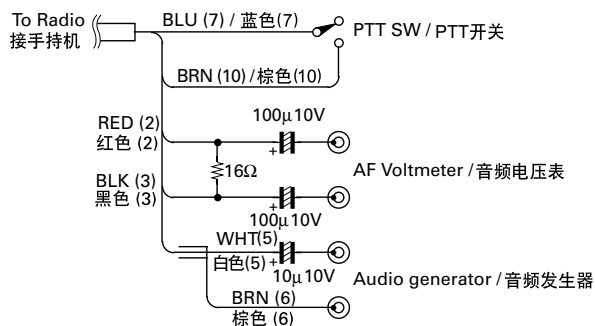 To Radio
接手持机
BLU (7) / 蓝色(7)
PTT SW / PTT开关
BRN (10) / 棕色(10)
100µ10V
RED (2)
红色 (2)
+
16Ω
AF Voltmeter / 音频电压表
BLK (3)
黑色 (3)
+
100µ10V
WHT(5)
白色(5)
+
10µ10V
Audio generator / 音频发生器
BRN (6)
棕色 (6)